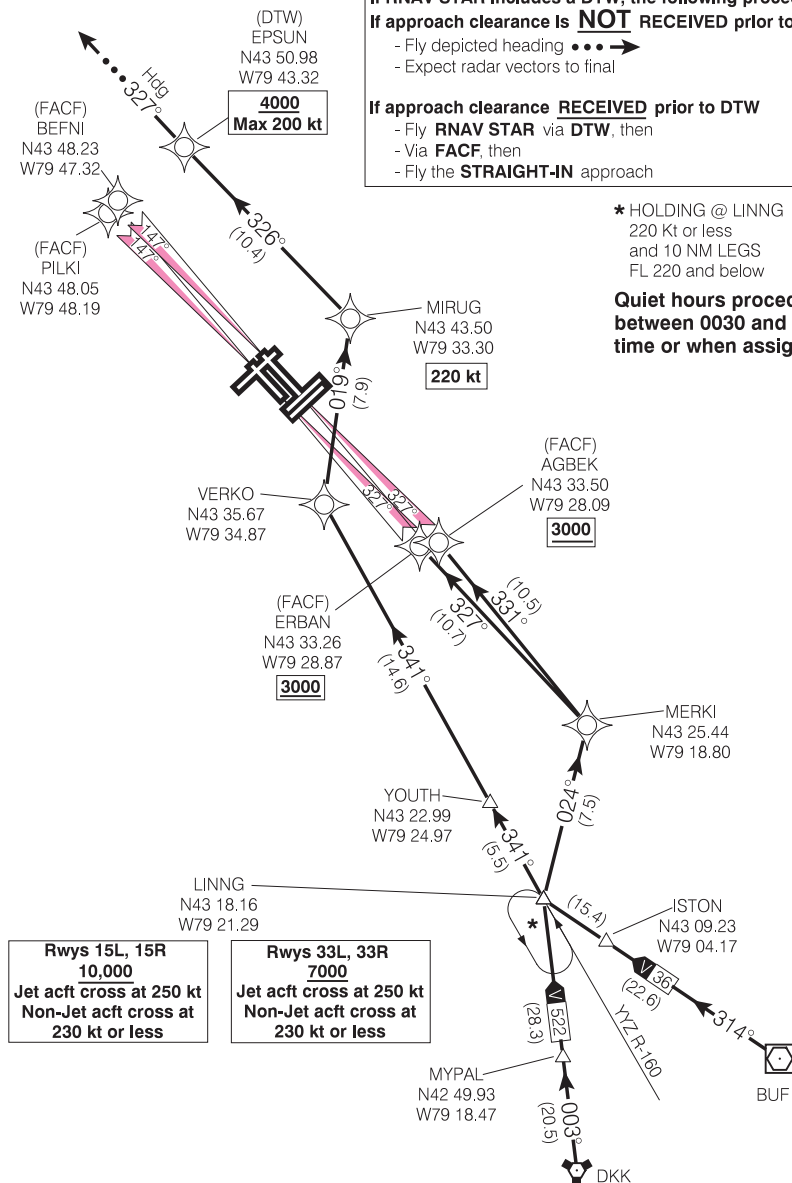 If RNAV STAR includes a DTW, the following
If approach clearance is NOT RECEIVED prior to
- Fly depicted heading
- Expect radar vectors to final
If approach clearance RECEIVED prior to DTW
- Fly RNAV STAR via DTW, then
- Via FACF, then
- Fly the STRAIGHT-IN approach
(DTW)
EPSUN
N43 50.98
W79 43.32
4000
Max 200 kt
Hdg
327°
(FACF)
BEFNI
N43 48.23
W79 47.32
(FACF)
PILKI
N43 48.05
W79 48.19
147°
147°
326°
(10.4)
* HOLDING @ LINNG
220 Kt or less
and 10 NM LEGS
FL 220 and below
Quiet hours
between 0030 and
time or when
MIRUG
N43 43.50
W79 33.30
220 kt
019°
(7.9)
VERKO
N43 35.67
W79 34.87
327°
327°
(FACF)
AGBEK
N43 33.50
W79 28.09
3000
(FACF)
ERBAN
N43 33.26
W79 28.87
3000
(10.5)
331°
327°
(10.7)
341°
(14.6)
MERKI
N43 25.44
W79 18.80
YOUTH
N43 22.99
W79 24.97
024°
(7.5)
341°
(5.5)
LINNG
N43 18.16
W79 21.29
*
(15.4)
ISTON
N43 09.23
W79 04.17
V 36
(22.6)
314°
BUF
Rwys 15L, 15R
10,000
Jet acft cross at 250 kt
Non-Jet acft cross at
230 kt or less
Rwys 33L, 33R
7000
Jet acft cross at 250 kt
Non-Jet acft cross at
230 kt or less
V 522
(28.3)
YYZ R-160
MYPAL
N42 49.93
W79 18.47
003°
(20.5)
DKK